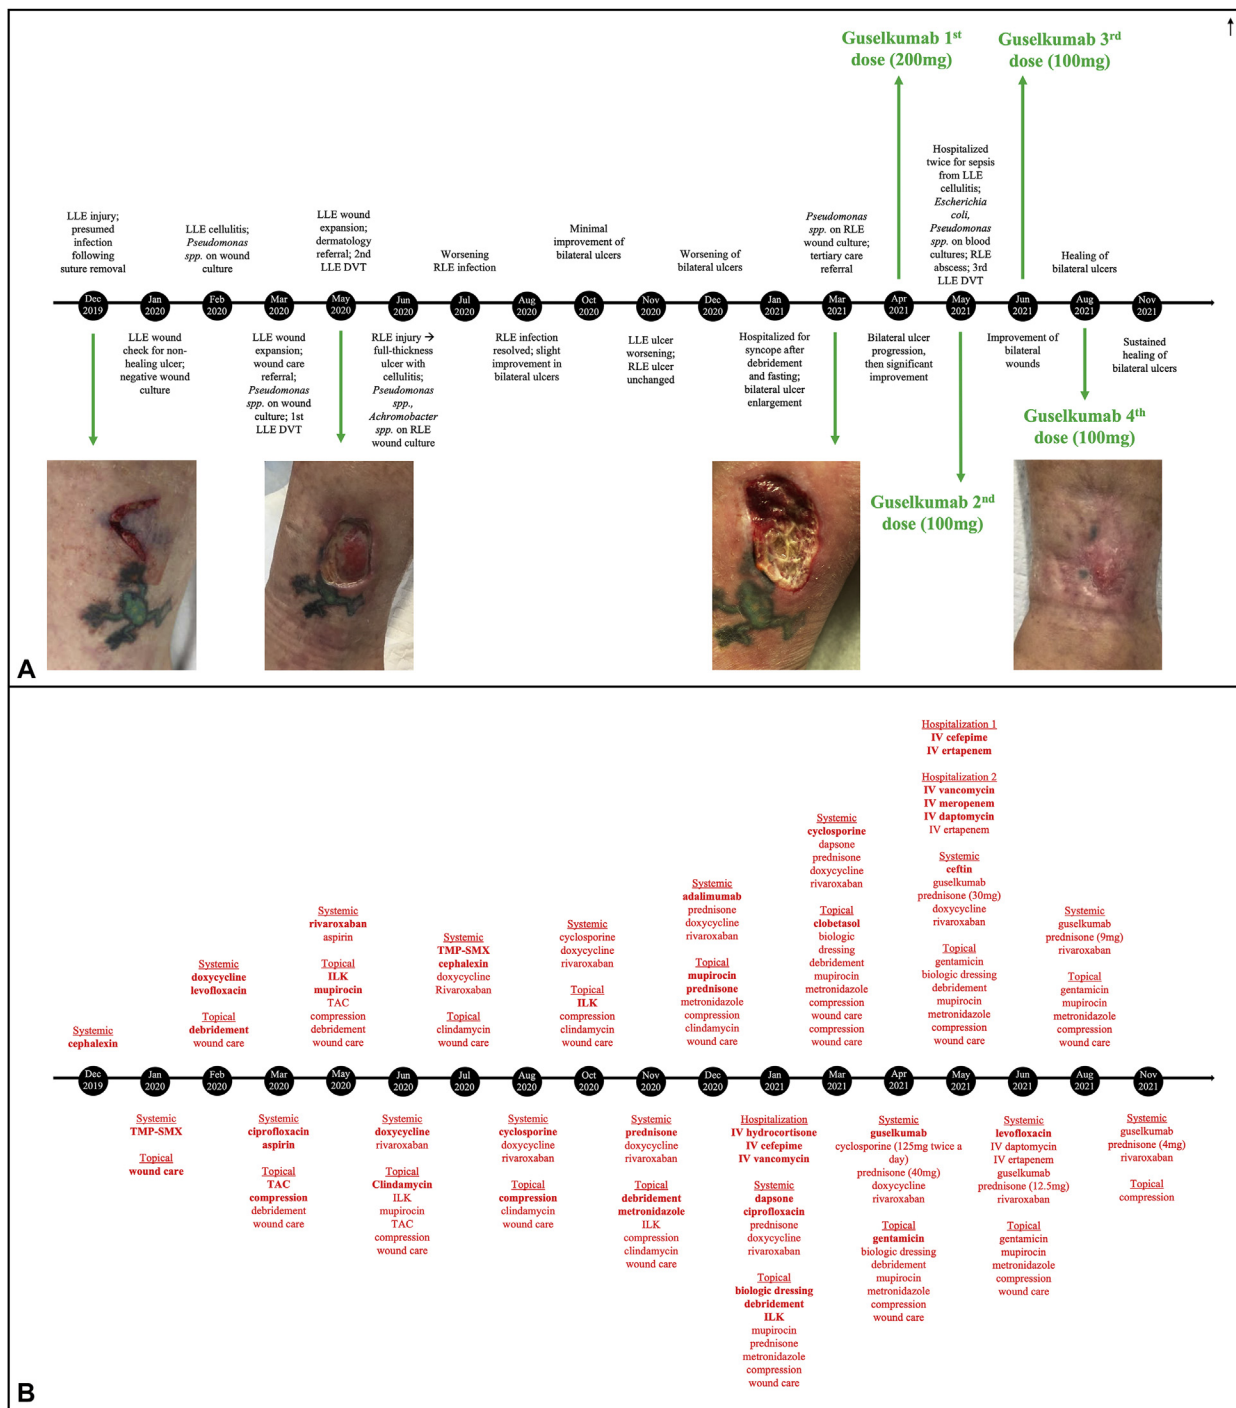 Guselkumab 1st
dose (200mg)
Guselkumab 3rd
dose (100mg)
↑
LLE injury;
presumed
infection
following
suture removal
LLE cellulitis;
Pseudomonas
spp. on wound
culture
LLE wound
expansion;
dermatology
referral; 2nd
LLE DVT
Worsening
RLE infection
Minimal
improvement of
bilateral ulcers
Worsening of
bilateral ulcers
Pseudomonas
spp. on RLE
wound culture;
tertiary care
referral
Hospitalized
twice for sepsis
from LLE
cellulitis;
Escherichia
coli,
Pseudomonas
spp. on blood
cultures; RLE
abscess; 3rd
LLE DVT
Healing of
bilateral ulcers
Dec
2019
Jan
2020
Feb
2020
Mar
2020
May
2020
Jun
2020
Jul
2020
Aug
2020
Oct
2020
Nov
2020
Dec
2020
Jan
2021
Mar
2021
Apr
2021
May
2021
Jun
2021
Aug
2021
Nov
2021
LLE wound
check for non-
healing ulcer;
negative wound
culture
LLE wound
expansion;
wound care
referral;
Pseudomonas
spp. on wound
culture; 1st
LLE DVT
RLE injury →
full-thickness
ulcer with
cellulitis;
Pseudomonas
spp.,
Achromobacter
spp. on RLE
wound culture
RLE infection
resolved; slight
improvement in
bilateral ulcers
LLE ulcer
worsening;
RLE ulcer
unchanged
Hospitalized for
syncope after
debridement
and fasting;
bilateral ulcer
enlargement
Bilateral ulcer
progression,
then significant
improvement
Improvement of
bilateral
wounds
Sustained
healing of
bilateral ulcers
Guselkumab 2nd
dose (100mg)
Guselkumab 4th
dose (100mg)
A
Systemic
cephalexin
Systemic
doxycycline
levofloxacin
Topical
debridement
wound care
Systemic
rivaroxaban
aspirin
Topical
ILK
mupirocin
TAC
compression
debridement
wound care
Systemic
TMP-SMX
cephalexin
doxycycline
Rivaroxaban
Topical
clindamycin
wound care
Systemic
cyclosporine
doxycycline
rivaroxaban
Topical
ILK
compression
clindamycin
wound care
Systemic
adalimumab
prednisone
doxycycline
rivaroxaban
Topical
mupirocin
prednisone
metronidazole
compression
clindamycin
wound care
Systemic
cyclosporine
dapsone
prednisone
doxycycline
rivaroxaban
Topical
clobetasol
biologic
dressing
debridement
mupirocin
metronidazole
compression
wound care
compression
wound care
Hospitalization 1
IV cefepime
IV ertapenem
Hospitalization 2
IV vancomycin
IV meropenem
IV daptomycin
IV ertapenem
Systemic
ceftin
guselkumab
prednisone (30mg)
doxycycline
rivaroxaban
Topical
gentamicin
biologic dressing
debridement
mupirocin
metronidazole
compression
wound care
Systemic
guselkumab
prednisone (9mg)
rivaroxaban
Topical
gentamicin
mupirocin
metronidazole
compression
wound care
Dec
2019
Jan
2020
Feb
2020
Mar
2020
May
2020
Jun
2020
Jul
2020
Aug
2020
Oct
2020
Nov
2020
Dec
2020
Jan
2021
Mar
2021
Apr
2021
May
2021
Jun
2021
Aug
2021
Nov
2021
Systemic
TMP-SMX
Topical
wound care
Systemic
ciprofloxacin
aspirin
Topical
TAC
compression
debridement
wound care
Systemic
doxycycline
rivaroxaban
Topical
Clindamycin
ILK
mupirocin
TAC
compression
wound care
Systemic
cyclosporine
doxycycline
rivaroxaban
Topical
compression
clindamycin
wound care
Systemic
prednisone
doxycycline
rivaroxaban
Topical
debridement
metronidazole
ILK
compression
clindamycin
wound care
Hospitalization
IV hydrocortisone
IV cefepime
IV vancomycin
Systemic
dapsone
ciprofloxacin
prednisone
doxycycline
rivaroxaban
Topical
biologic dressing
debridement
ILK
mupirocin
prednisone
metronidazole
compression
wound care
Systemic
guselkumab
cyclosporine (125mg twice a
day)
prednisone (40mg)
doxycycline
rivaroxaban
Topical
gentamicin
biologic dressing
debridement
mupirocin
metronidazole
compression
wound care
Systemic
levofloxacin
IV daptomycin
IV ertapenem
guselkumab
prednisone (12.5mg)
rivaroxaban
Topical
gentamicin
mupirocin
metronidazole
compression
wound care
Systemic
guselkumab
prednisone (4mg)
rivaroxaban
Topical
compression
B